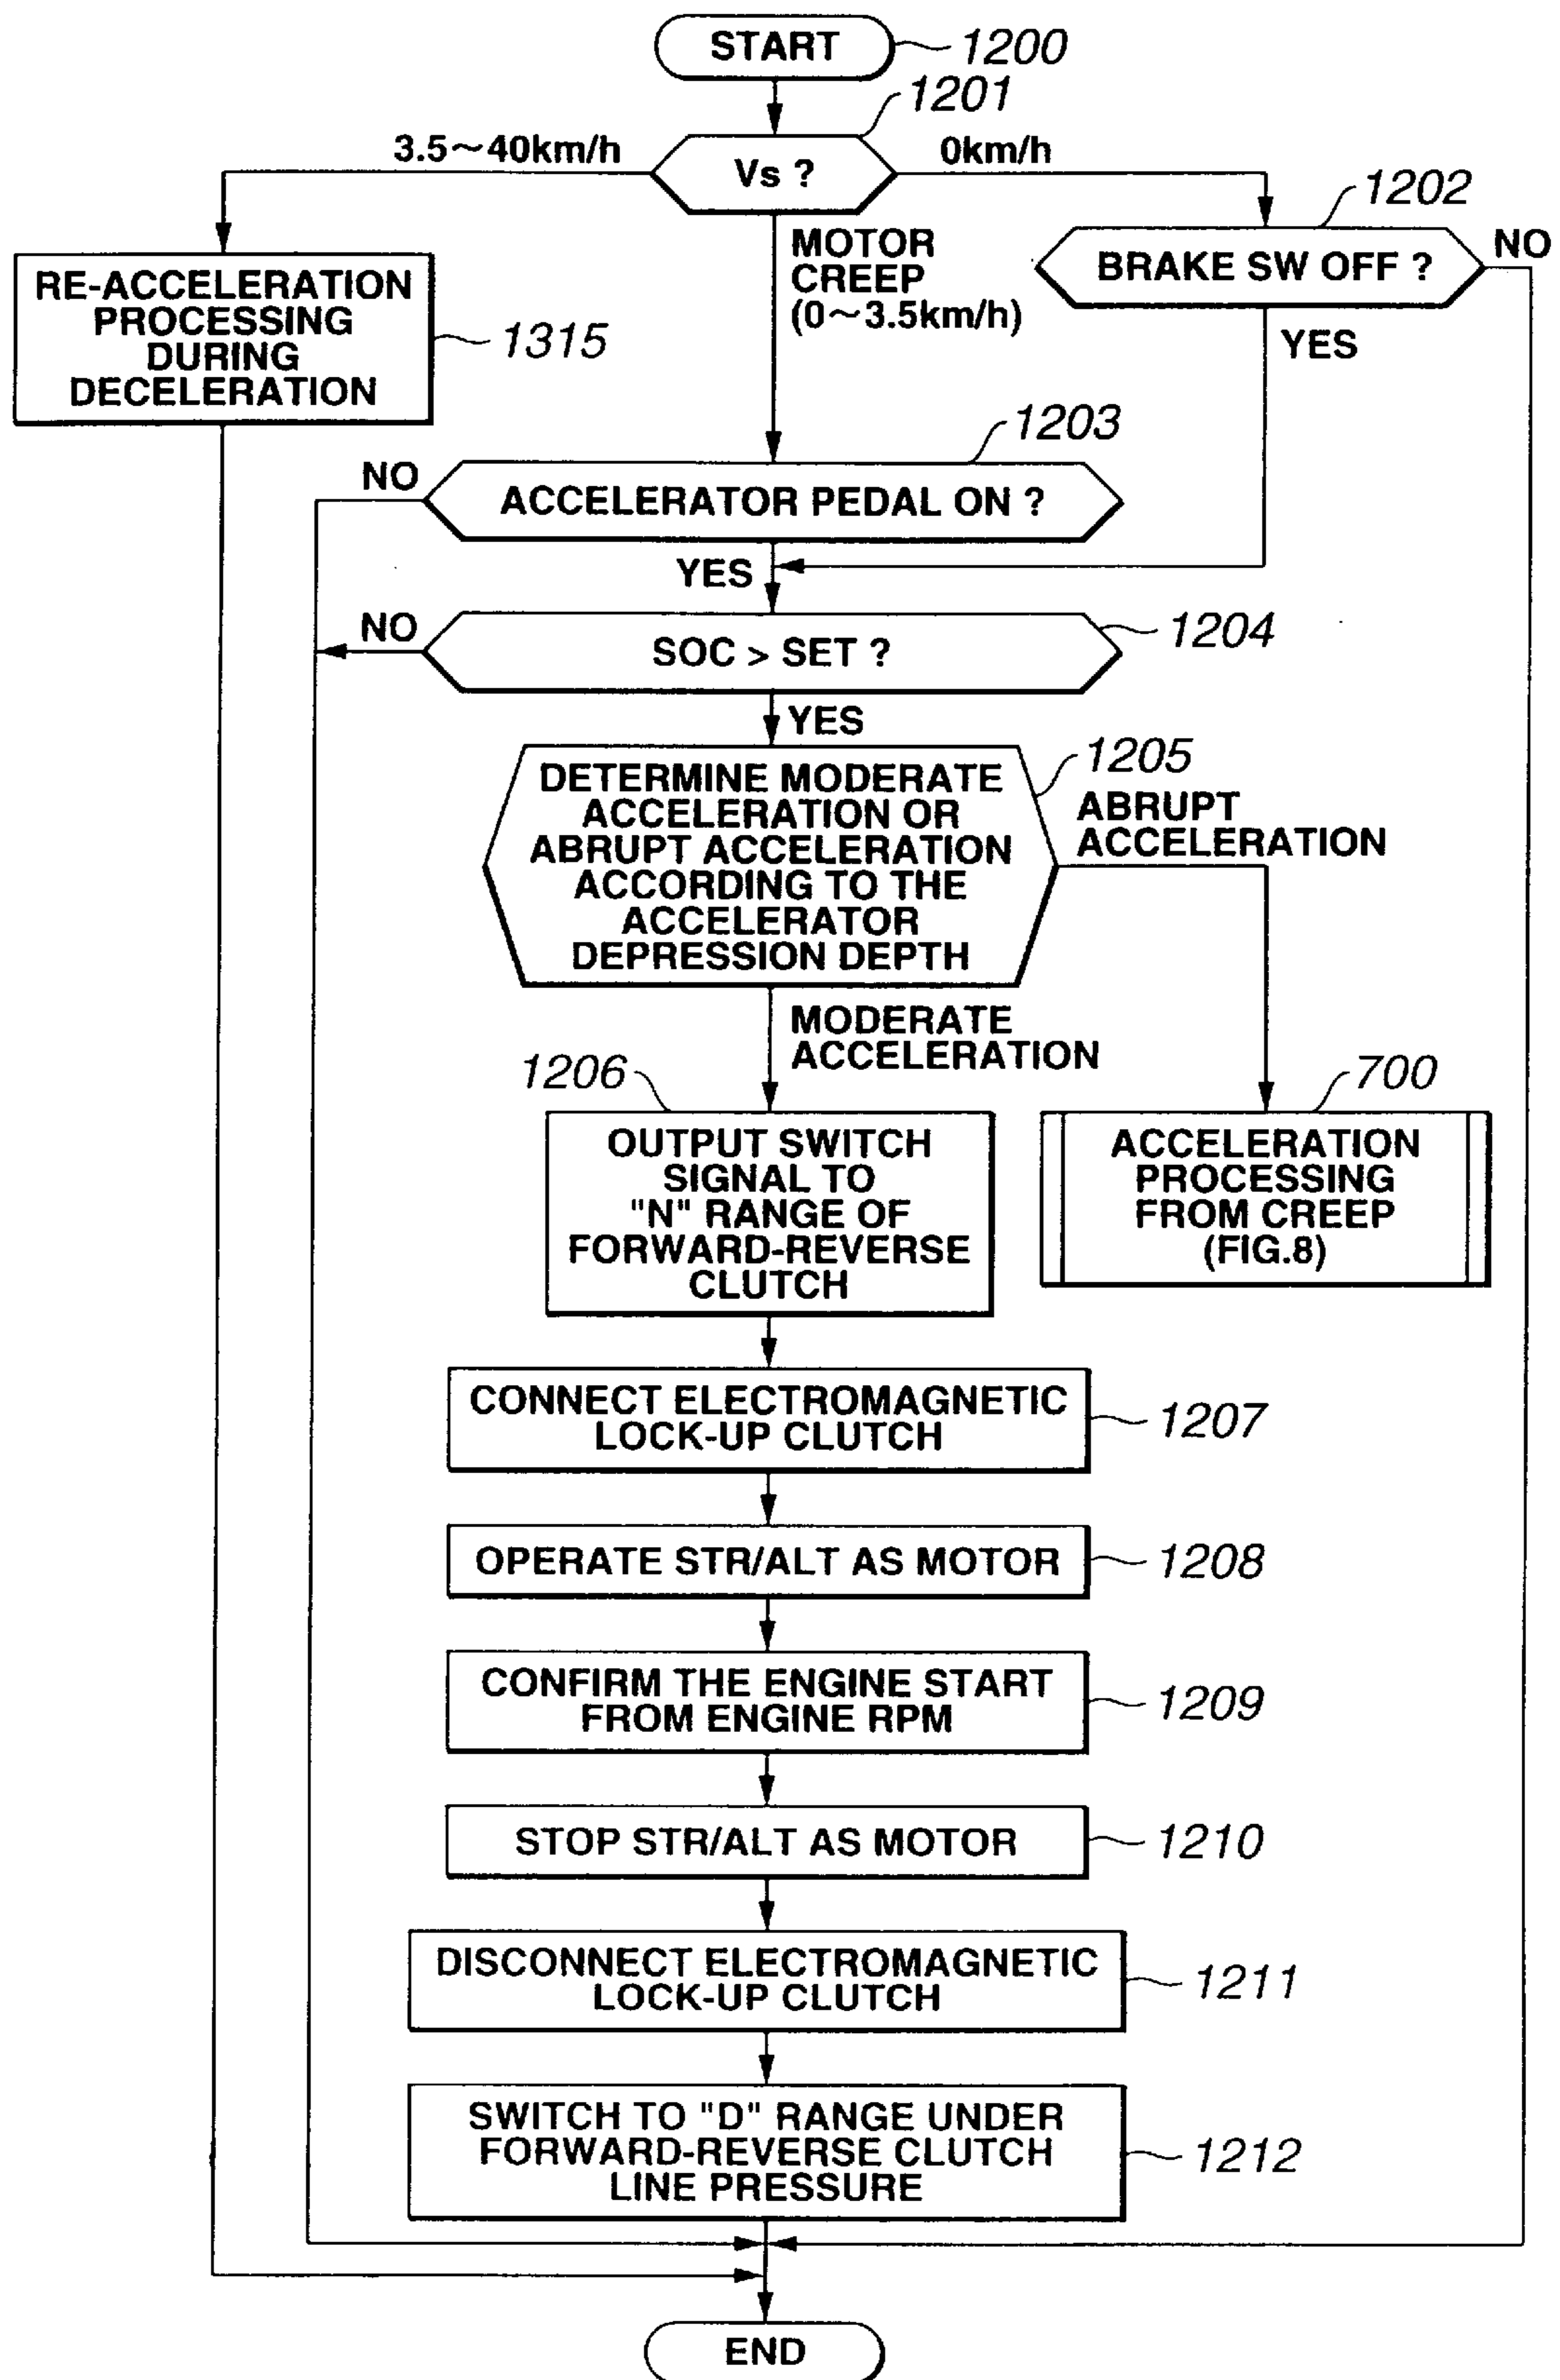 START
1200
1201
3.5～40km/h
Vs ?
0km/h
1202
MOTOR
CREEP
(0～3.5km/h)
BRAKE SW OFF ?
NO
YES
RE-ACCELERATION
PROCESSING
DURING
DECELERATION
1315
1203
NO
ACCELERATOR PEDAL ON ?
YES
NO
SOC > SET ?
1204
YES
1205
DETERMINE MODERATE
ACCELERATION OR
ABRUPT ACCELERATION
ACCORDING TO THE
ACCELERATOR
DEPRESSION DEPTH
ABRUPT
ACCELERATION
MODERATE
ACCELERATION
1206
700
OUTPUT SWITCH
SIGNAL TO
"N" RANGE OF
FORWARD-REVERSE
CLUTCH
ACCELERATION
PROCESSING
FROM CREEP
(FIG.8)
CONNECT ELECTROMAGNETIC
LOCK-UP CLUTCH
1207
OPERATE STR/ALT AS MOTOR
1208
CONFIRM THE ENGINE START
FROM ENGINE RPM
1209
STOP STR/ALT AS MOTOR
1210
DISCONNECT ELECTROMAGNETIC
LOCK-UP CLUTCH
1211
SWITCH TO "D" RANGE UNDER
FORWARD-REVERSE CLUTCH
LINE PRESSURE
1212
END